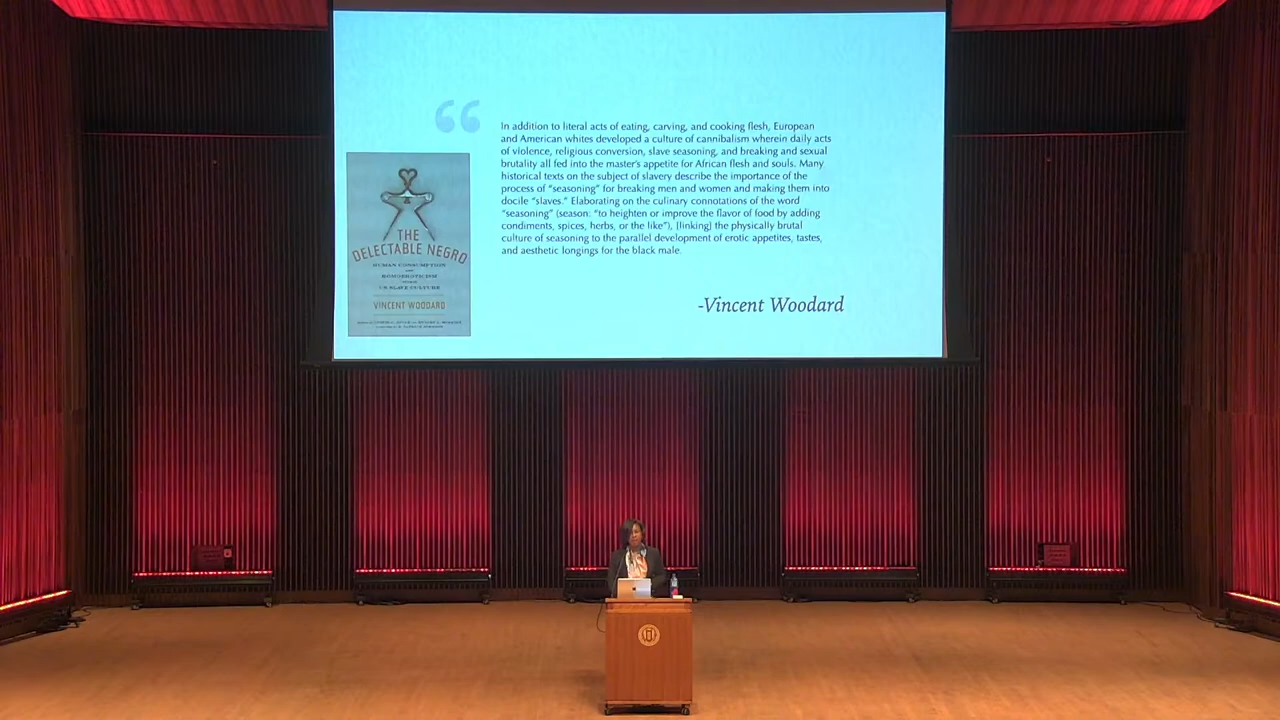 “
In addition to literal acts of eating, carving, and cooking flesh, European
and American whites developed a culture of cannibalism wherein daily acts
of violence, religious conversion, slave seasoning, and breaking and sexual
brutality all fed into the master's appetite for African flesh and souls. Many
historical texts on the subject of slavery describe the importance of the
process of “seasoning” for breaking men and women and making them into
docile “slaves.” Elaborating on the culinary connotations of the word
“seasoning” (season: “to heighten or improve the flavor of food by adding
condiments, spices, herbs, or the like”), [linking] the physically brutal
culture of seasoning to the parallel development of erotic appetites, tastes,
and aesthetic longings for the black male.
-Vincent Woodard
THE
DELECTABLE NEGRO
HUMAN CONSUMPTION
AND
HOMOEROTICISM
US SLAVE CULTURE
VINCENT WOODARD